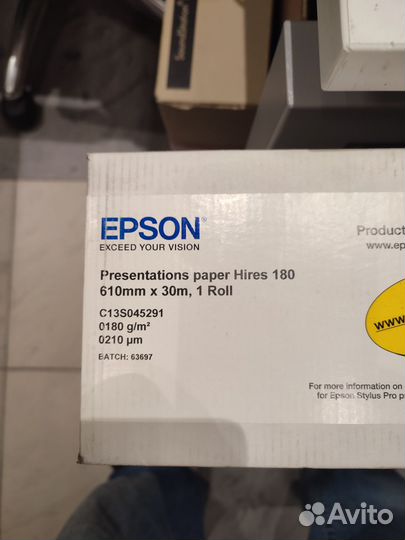 EPSON
EXCEED YOUR VISION
Product
www.ep
Presentations paper Hires 180
610mm x 30m, 1 Roll
C13S045291
0180 g/m²
0210 µm
BATCH: 63697
www.
For more information on
for Epson Stylus Pro p
Avito